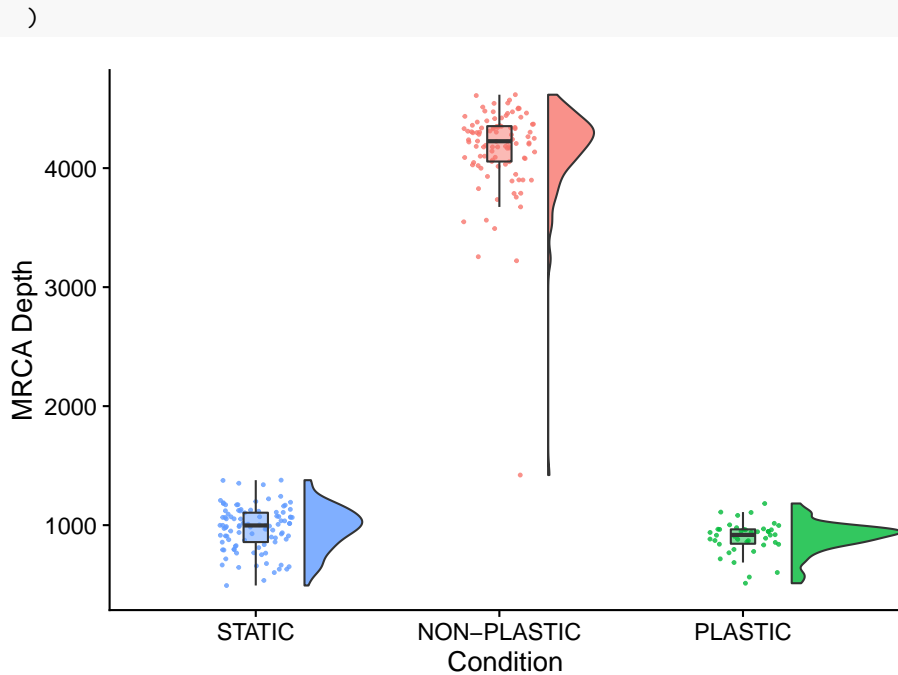 )
MRCA Depth
4000
3000
2000
1000
STATIC
NON−PLASTIC
PLASTIC
Condition